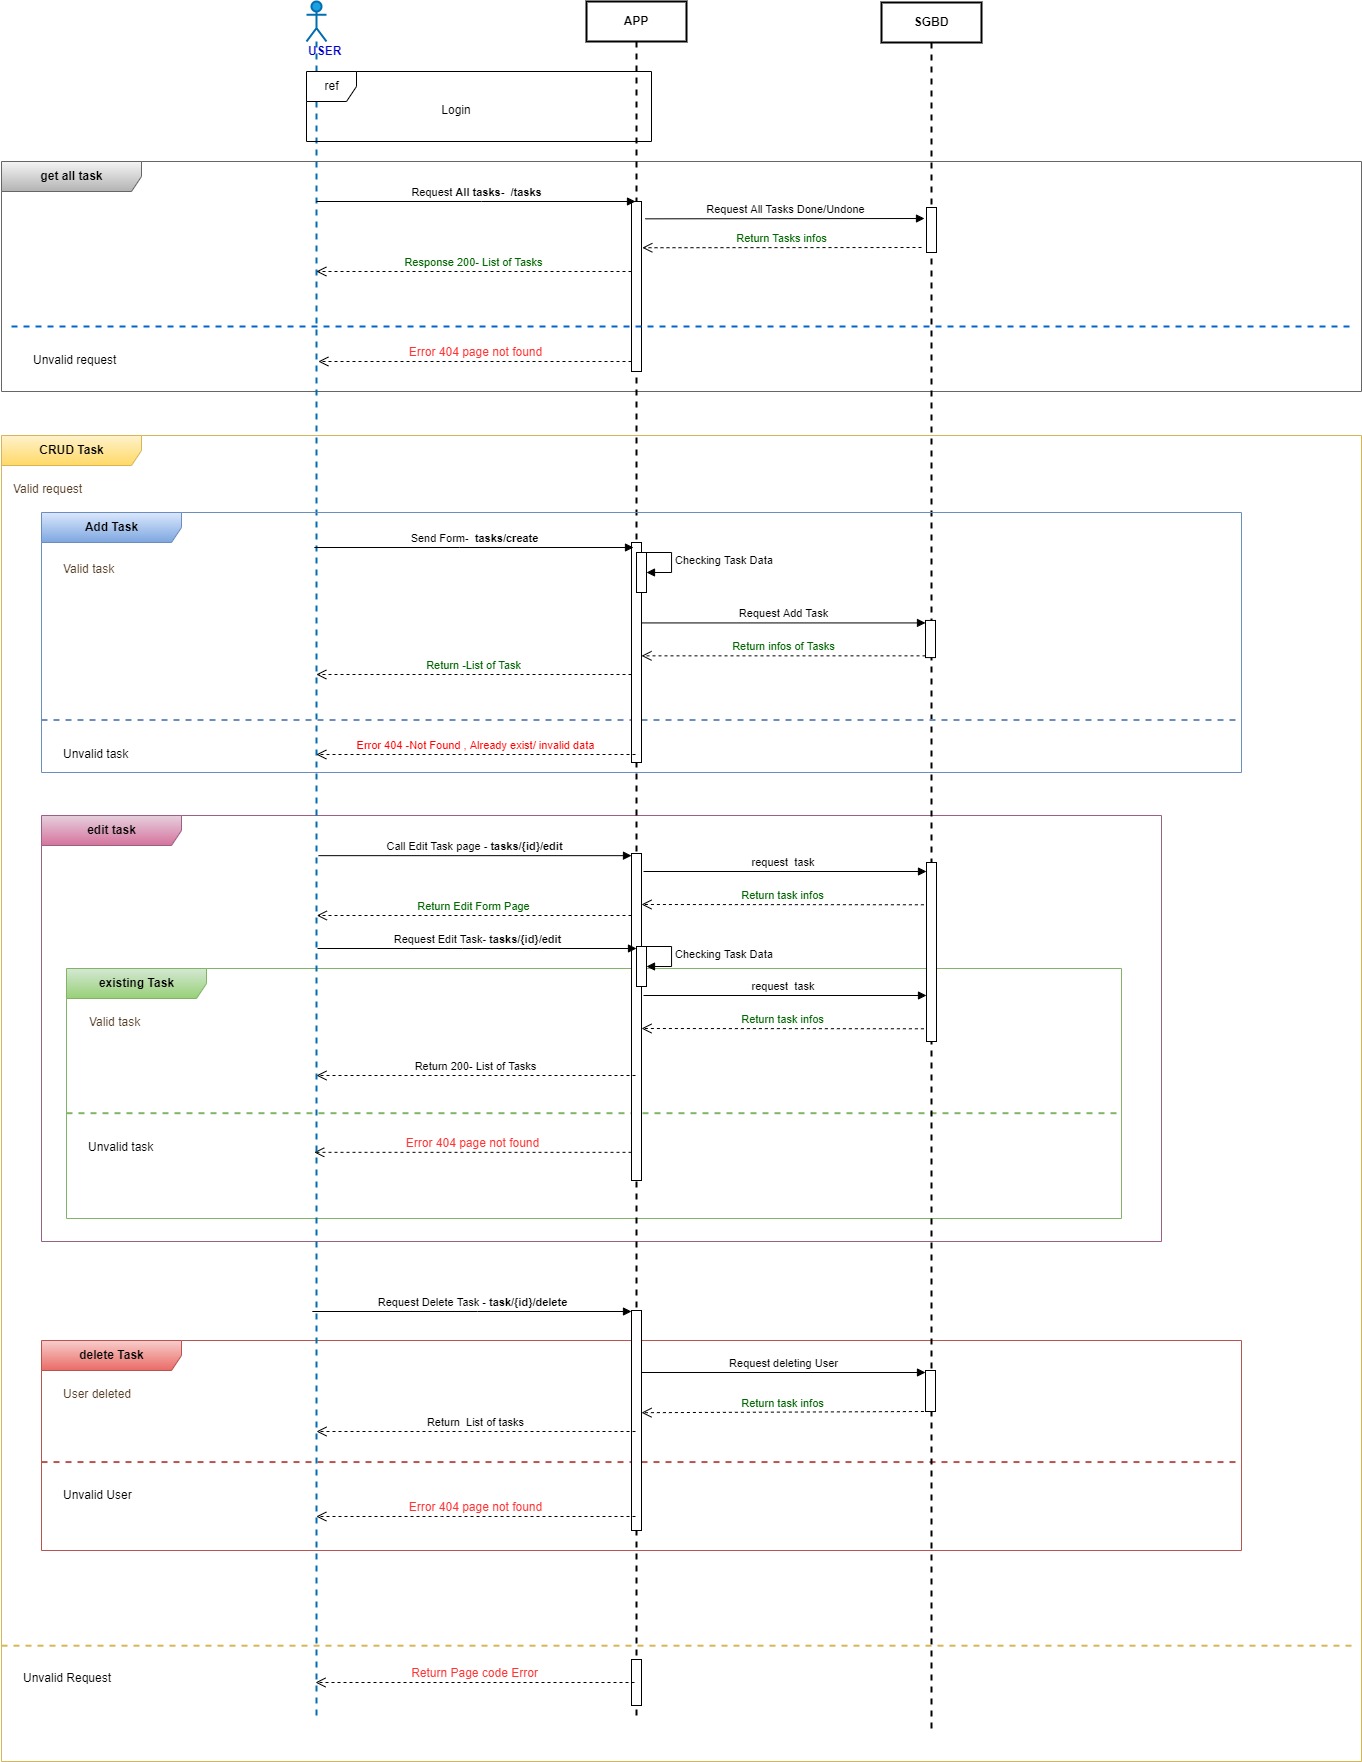 USER
APP
SGBD
ref
Login
get all task
Request All tasks-  /tasks
Request All Tasks Done/Undone
Return Tasks infos
Response 200- List of Tasks
Error 404 page not found
Unvalid request
CRUD Task
Valid request
Add Task
Send Form-  tasks/create
Checking Task Data
Valid task
Request Add Task
Return infos of Tasks
Return -List of Task
Error 404 -Not Found , Already exist/ invalid data
Unvalid task
edit task
Call Edit Task page - tasks/{id}/edit
request  task
Return task infos
Return Edit Form Page
Request Edit Task- tasks/{id}/edit
Checking Task Data
existing Task
request  task
Valid task
Return task infos
Return 200- List of Tasks
Error 404 page not found
Unvalid task
Request Delete Task - task/{id}/delete
delete Task
Request deleting User
User deleted
Return task infos
Return  List of tasks
Unvalid User
Error 404 page not found
Return Page code Error
Unvalid Request